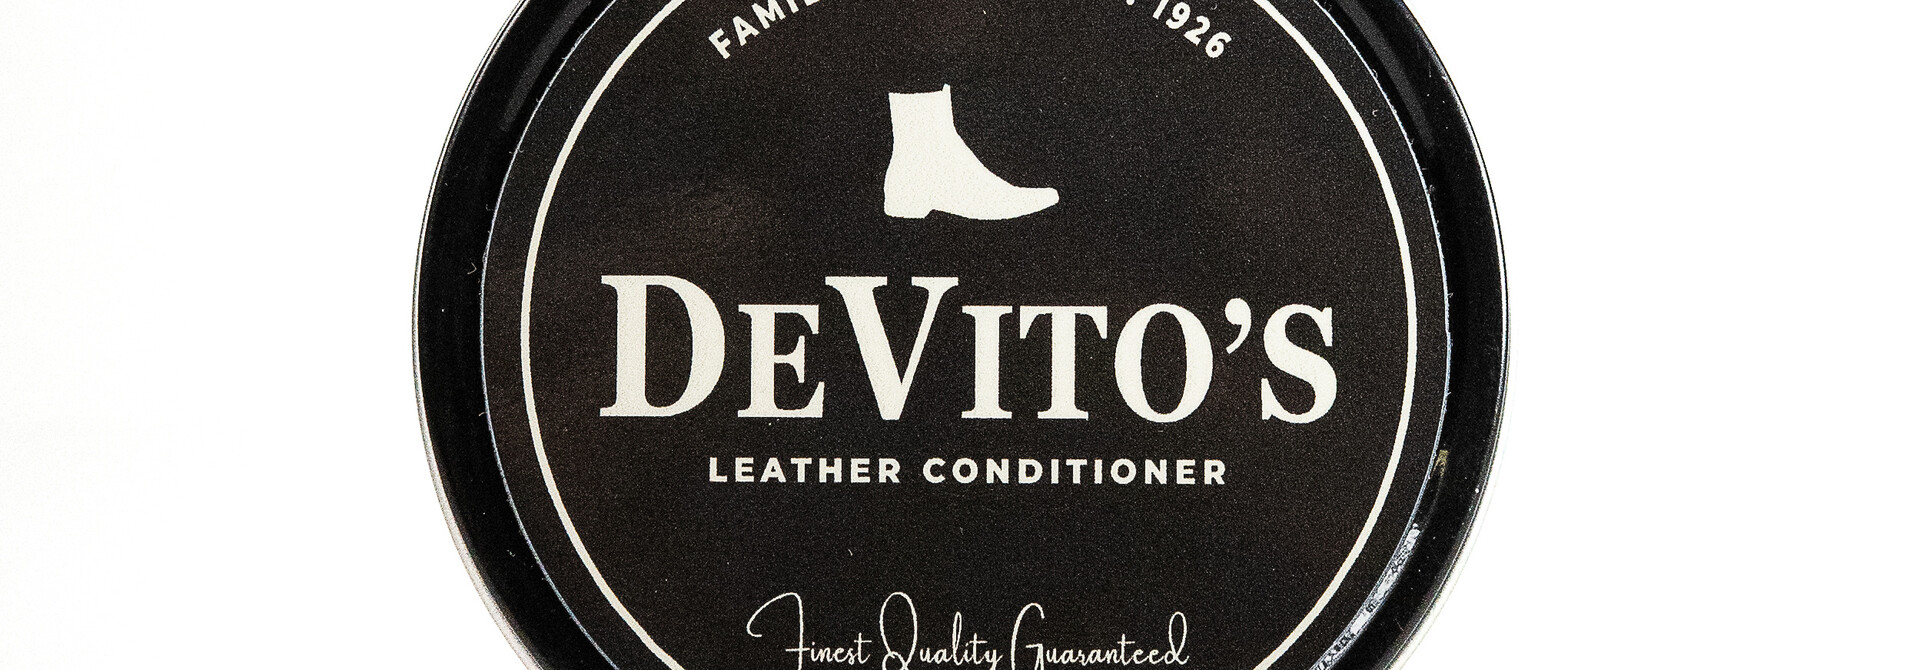 1926
DEVITO'S
LEATHER CONDITIONER
Finest Quality Guaranteed